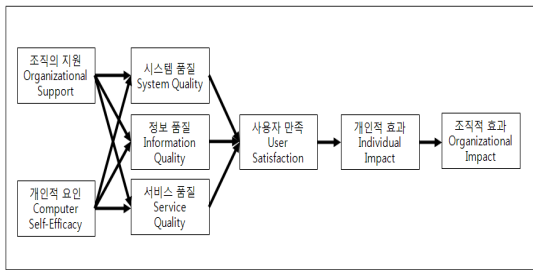 조직의 지원
Organizational
Support
개인적 요인
Computer
Self-Efficacy
시스템 품질
System Quality
정보 품질
Information
Quality
서비스 품질
Service
Quality
사용자 만족
User
Satisfaction
개인적 효과
Individual
Impact
조직적 효과
Organizational
Impact